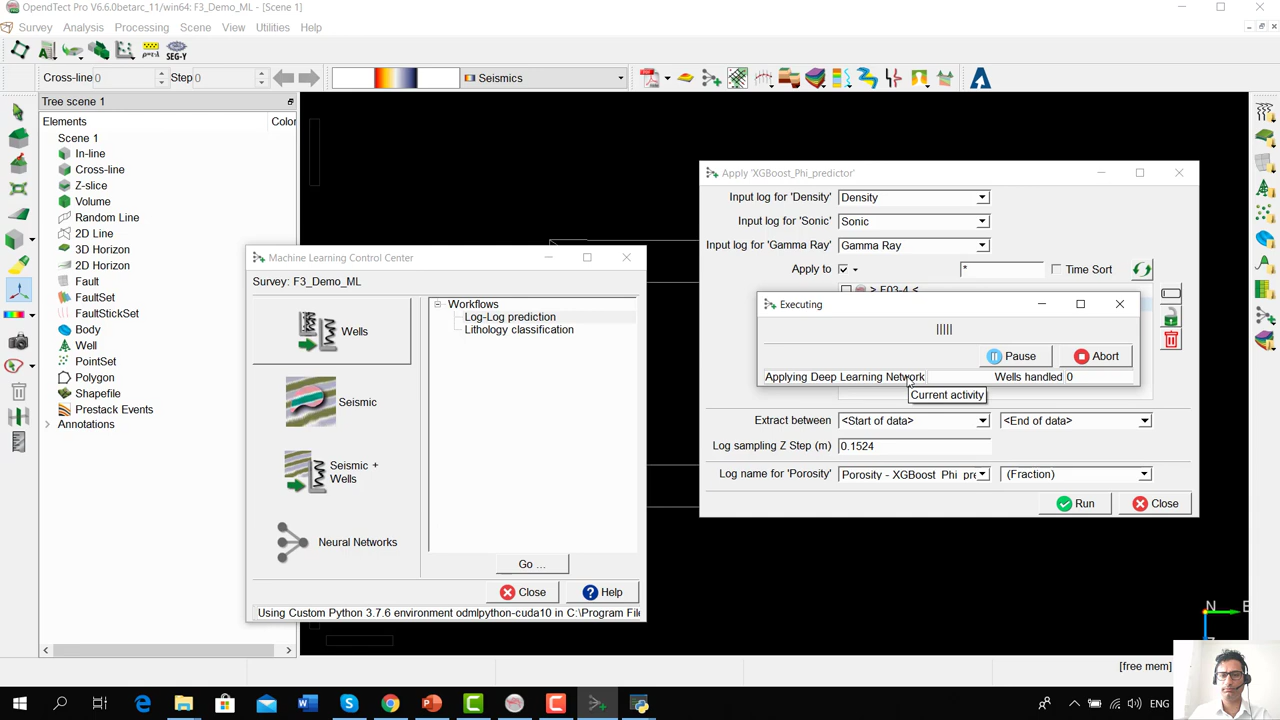 OpendTect Pro V6.6.0betarc_11/win64: F3_Demo_ML - [Scene 1]
Survey Analysis Processing Scene View Utilities Help
SEG-Y
Cross-line 0 Step 0 Seismics
Tree scene 1
Elements Color
Scene 1
In-line
Cross-line
Z-slice
Volume
Random Line
2D Line
3D Horizon
2D Horizon
Fault
FaultSet
FaultStickSet
Body
Well
PointSet
Polygon
Shapefile
Prestack Events
Annotations
Machine Learning Control Center
Survey: F3_Demo_ML
Wells
Seismic
Seismic +
Wells
Neural Networks
Workflows
Log-Log prediction
Lithology classification
Go ...
Close Help
Using Custom Python 3.7.6 environment odmlpython-cuda10 in C:\Program File
Apply 'XGBoost_Phi_predictor'
Input log for 'Density' Density
Input log for 'Sonic' Sonic
Input log for 'Gamma Ray' Gamma Ray
Apply to * Time Sort
> F03-4 <
Executing
|||||
Pause Abort
Applying Deep Learning Network Wells handled 0
Current activity
Extract between <Start of data> <End of data>
Log sampling Z Step (m) 0.1524
Log name for 'Porosity' Porosity - XGBoost_Phi_pre (Fraction)
Run Close
N
E
[free mem]
ENG